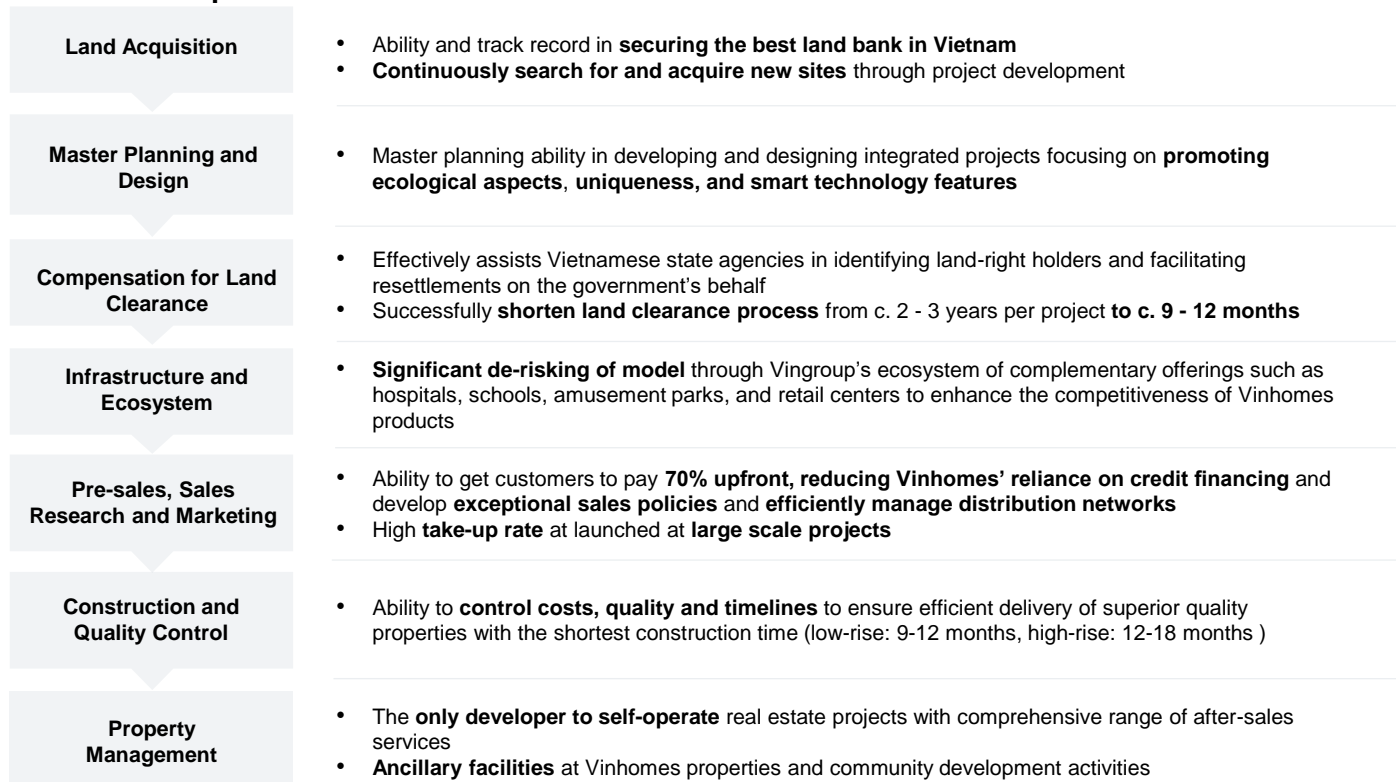 Land Acquisition
• Ability and track record in securing the best land bank in Vietnam
• Continuously search for and acquire new sites through project development
Master Planning and
Design
• Master planning ability in developing and designing integrated projects focusing on promoting
ecological aspects, uniqueness, and smart technology features
Compensation for Land
Clearance
• Effectively assists Vietnamese state agencies in identifying land-right holders and facilitating
resettlements on the government’s behalf
• Successfully shorten land clearance process from c. 2 - 3 years per project to c. 9 - 12 months
Infrastructure and
Ecosystem
• Significant de-risking of model through Vingroup’s ecosystem of complementary offerings such as
hospitals, schools, amusement parks, and retail centers to enhance the competitiveness of Vinhomes
products
Pre-sales, Sales
Research and Marketing
• Ability to get customers to pay 70% upfront, reducing Vinhomes’ reliance on credit financing and
develop exceptional sales policies and efficiently manage distribution networks
• High take-up rate at launched at large scale projects
Construction and
Quality Control
• Ability to control costs, quality and timelines to ensure efficient delivery of superior quality
properties with the shortest construction time (low-rise: 9-12 months, high-rise: 12-18 months )
Property
Management
• The only developer to self-operate real estate projects with comprehensive range of after-sales
services
• Ancillary facilities at Vinhomes properties and community development activities